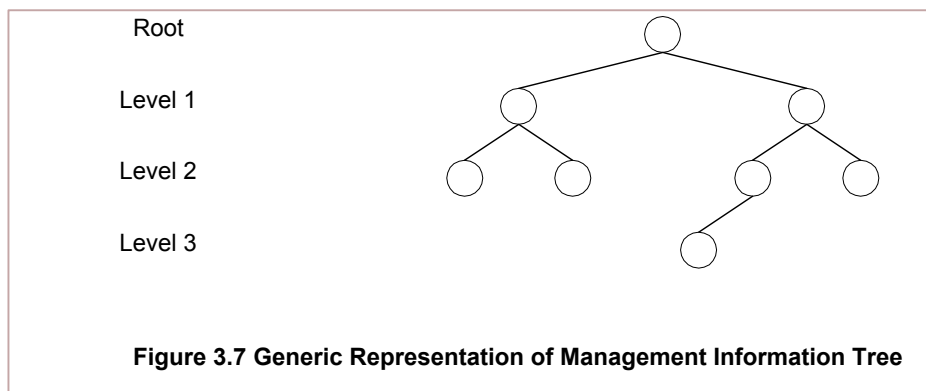 Root
Level 1
Level 2
Level 3
Figure 3.7 Generic Representation of Management Information Tree